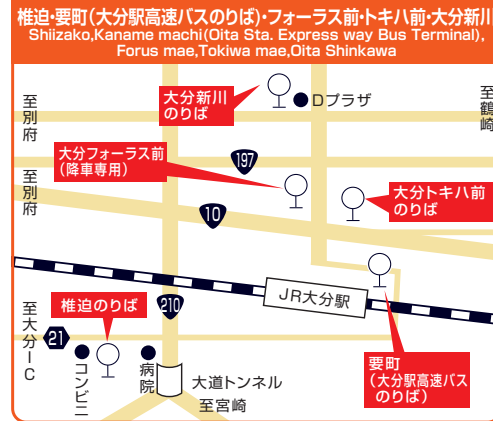 椎迫・要町(大分駅高速バスのりば)・フォーラス前・トキハ前・大分新川
Shiizako,Kaname machi(Oita Sta. Express way Bus Terminal),
Forus mae,Tokiwa mae,Oita Shinkawa
至別府
大分新川
のりば
Dプラザ
至鶴崎
大分フォーラス前
(降車専用)
197
至別府
10
大分トキハ前
のりば
至大分IC
椎迫のりば
210
JR大分駅
21
コンビニ
病院
大道トンネル
至宮崎
要町
(大分駅高速バス
のりば)